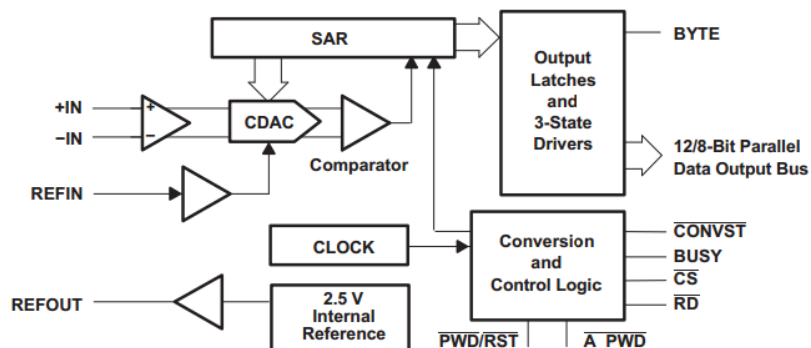 SAR
Output
Latches
and
3-State
Drivers
BYTE
+IN
−IN
+
−
CDAC
Comparator
12/8-Bit Parallel
Data Output Bus
REFIN
CLOCK
Conversion
and
Control Logic
CONVST
BUSY
CS
RD
REFOUT
2.5 V
Internal
Reference
PWD/RST
A_PWD